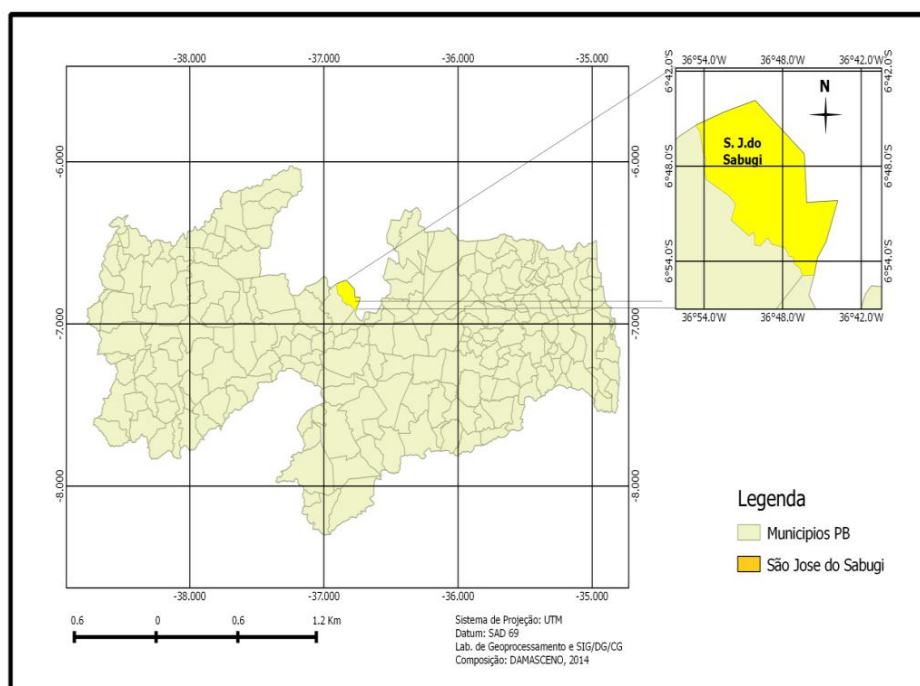 -38.000 -37.000 -36.000 -35.000
-6.000 -6.000
-7.000 -7.000
-8.000 -8.000
-38.000 -37.000 -36.000 -35.000
36°54.0'W 36°48.0'W 36°42.0'W
6°42.0'S 6°42.0'S
N
S. J.do
Sabugi
6°48.0'S 6°48.0'S
6°54.0'S 6°54.0'S
36°54.0'W 36°48.0'W 36°42.0'W
Legenda
Municipios PB
São Jose do Sabugi
0.6 0 0.6 1.2 Km
Sistema de Projeção: UTM
Datum: SAD 69
Lab. de Geoprocessamento e SIG/DG/CG
Composição: DAMASCENO, 2014